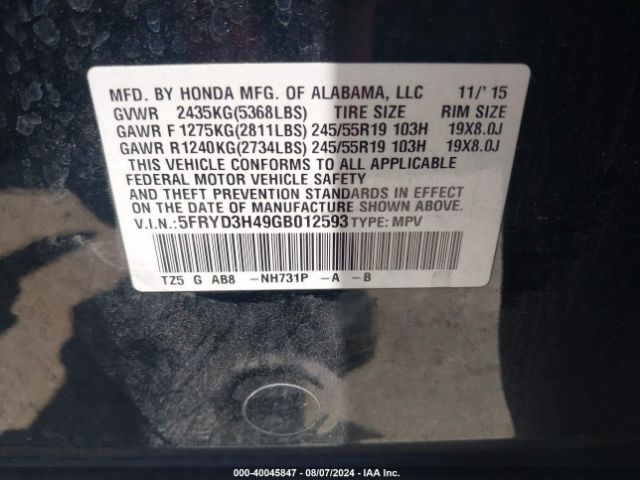 MFD. BY HONDA MFG. OF ALABAMA, LLC 11/' 15
GVWR 2435KG(5368LBS) TIRE SIZE RIM SIZE
GAWR F 1275KG(2811LBS) 245/55R19 103H 19X8.0J
GAWR R1240KG(2734LBS) 245/55R19 103H 19X8.0J
THIS VEHICLE CONFORMS TO ALL APPLICABLE
FEDERAL MOTOR VEHICLE SAFETY
AND THEFT PREVENTION STANDARDS IN EFFECT
ON THE DATE OF MANUFACTURE SHOWN ABOVE.
V.I.N.:5FRYD3H49GB012593 TYPE: MPV
TZ5 G AB8 -NH731P -A -B
000-40045847 - 08/07/2024 - IAA Inc.